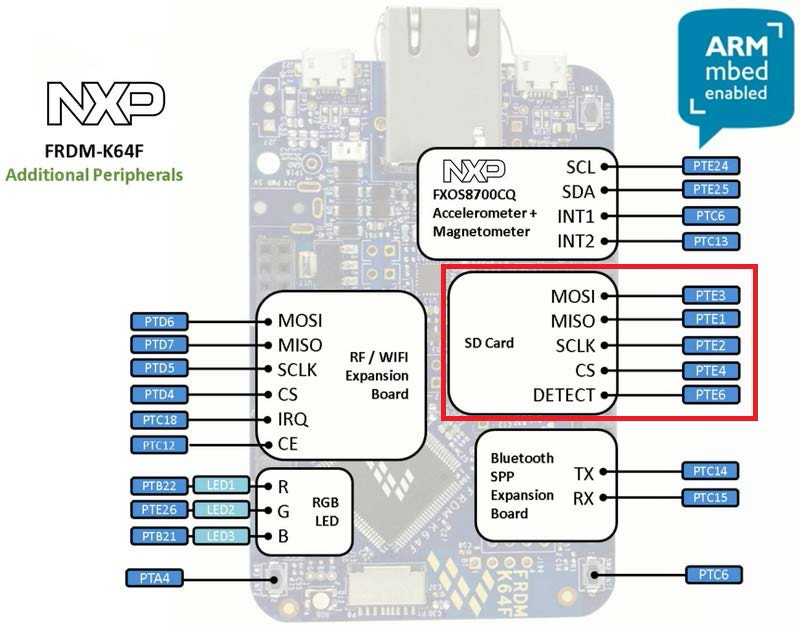 NXP
FRDM-K64F
Additional Peripherals
ARM
mbed
enabled
NXP
FXOS8700CQ
Accelerometer +
Magnetometer
SCL PTE24
SDA PTE25
INT1 PTC6
INT2 PTC13
SD Card
MOSI PTE3
MISO PTE1
SCLK PTE2
CS PTE4
DETECT PTE6
RF / WIFI
Expansion
Board
PTD6 MOSI
PTD7 MISO
PTD5 SCLK
PTD4 CS
PTC18 IRQ
PTC12 CE
Bluetooth
SPP
Expansion
Board
TX PTC14
RX PTC15
RGB
LED
PTB22 LED1 R
PTE26 LED2 G
PTB21 LED3 B
PTA4
PTC6
FRDM-K64F
FRDM
K64F